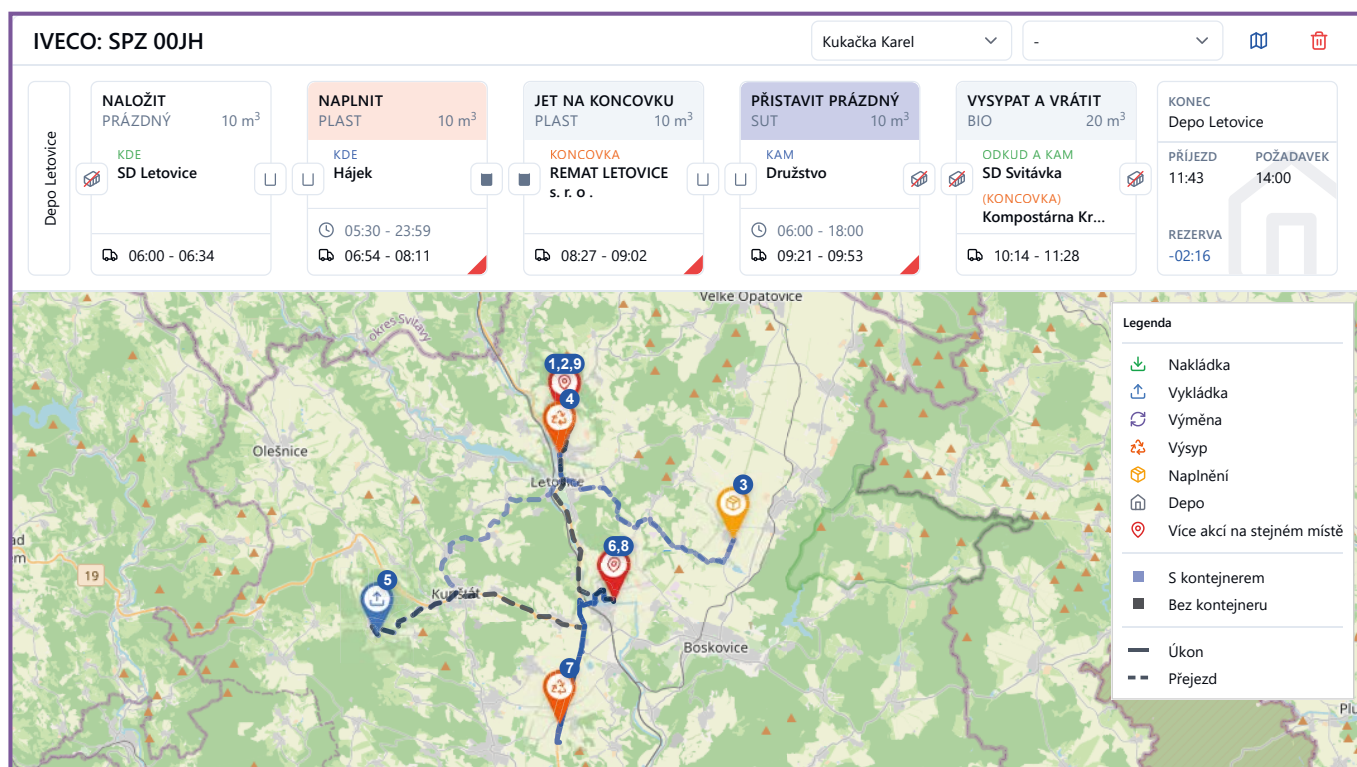 IVECO: SPZ 00JH
Kukačka Karel
-
Depo Letovice
NALOŽIT
PRÁZDNÝ 10 m³
KDE
SD Letovice
06:00 - 06:34
NAPLNIT
PLAST 10 m³
KDE
Hájek
05:30 - 23:59
06:54 - 08:11
JET NA KONCOVKU
PLAST 10 m³
KONCOVKA
REMAT LETOVICE
s. r. o .
08:27 - 09:02
PŘISTAVIT PRÁZDNÝ
SUT 10 m³
KAM
Družstvo
06:00 - 18:00
09:21 - 09:53
VYSYPAT A VRÁTIT
BIO 20 m³
ODKUD A KAM
SD Svitávka
(KONCOVKA)
Kompostárna Kr...
10:14 - 11:28
KONEC
Depo Letovice
PŘÍJEZD POŽADAVEK
11:43 14:00
REZERVA
-02:16
Velké Opatovice
okres Svitavy
1,2,9
4
Olešnice
Letovice
3
6,8
19
5
Kunštát
Boskovice
7
Legenda
Nakládka
Vykládka
Výměna
Výsyp
Naplnění
Depo
Více akcí na stejném místě
S kontejnerem
Bez kontejneru
Úkon
Přejezd